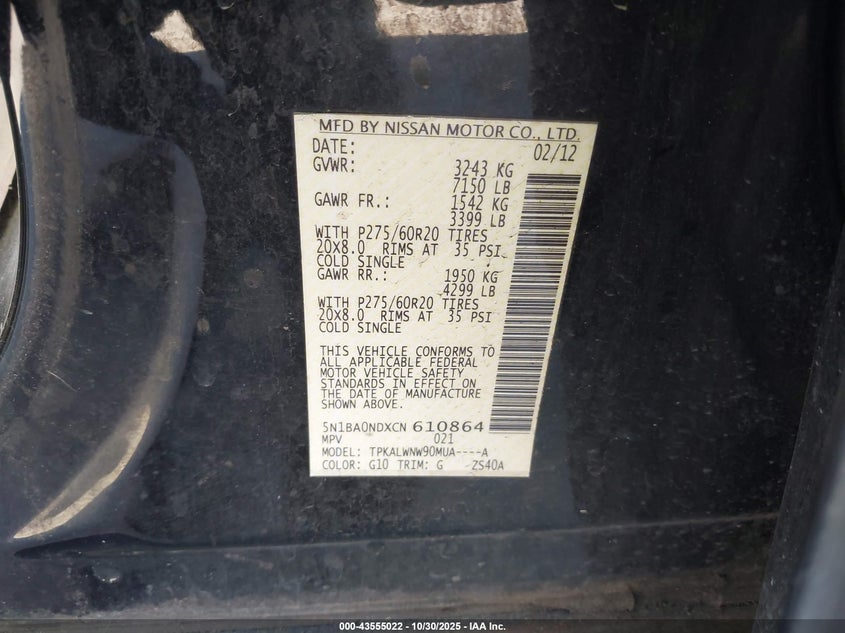 MFD BY NISSAN MOTOR CO., LTD.
DATE: 02/12
GVWR: 3243 KG
7150 LB
GAWR FR.: 1542 KG
3399 LB
WITH P275/60R20 TIRES
20X8.0 RIMS AT 35 PSI
COLD SINGLE
GAWR RR.: 1950 KG
4299 LB
WITH P275/60R20 TIRES
20X8.0 RIMS AT 35 PSI
COLD SINGLE
THIS VEHICLE CONFORMS TO
ALL APPLICABLE FEDERAL
MOTOR VEHICLE SAFETY
STANDARDS IN EFFECT ON
THE DATE OF MANUFACTURE
SHOWN ABOVE.
5N1BA0NDXCN 610864
MPV 021
MODEL: TPKALWNW90MUA----A
COLOR: G10 TRIM: G ZS40A
000-43555022 - 10/30/2025 - IAA Inc.